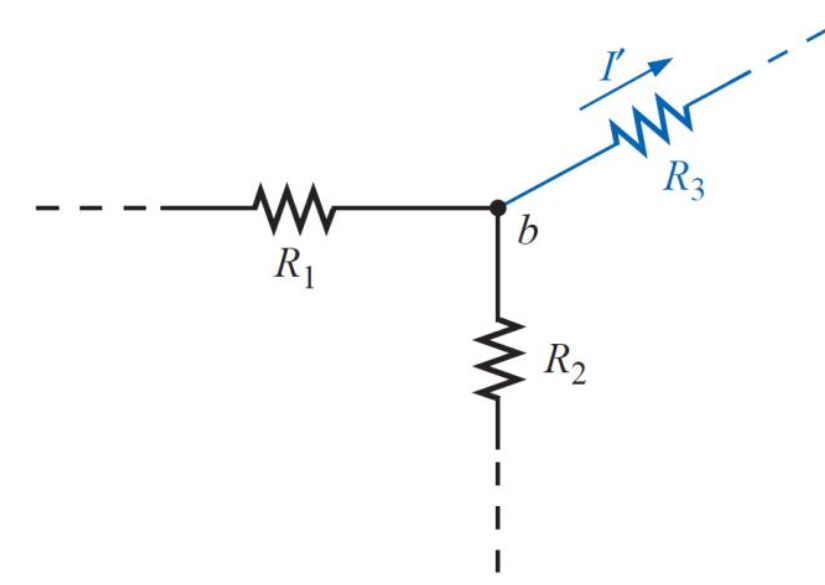 I′
R₃
b
R₁
R₂